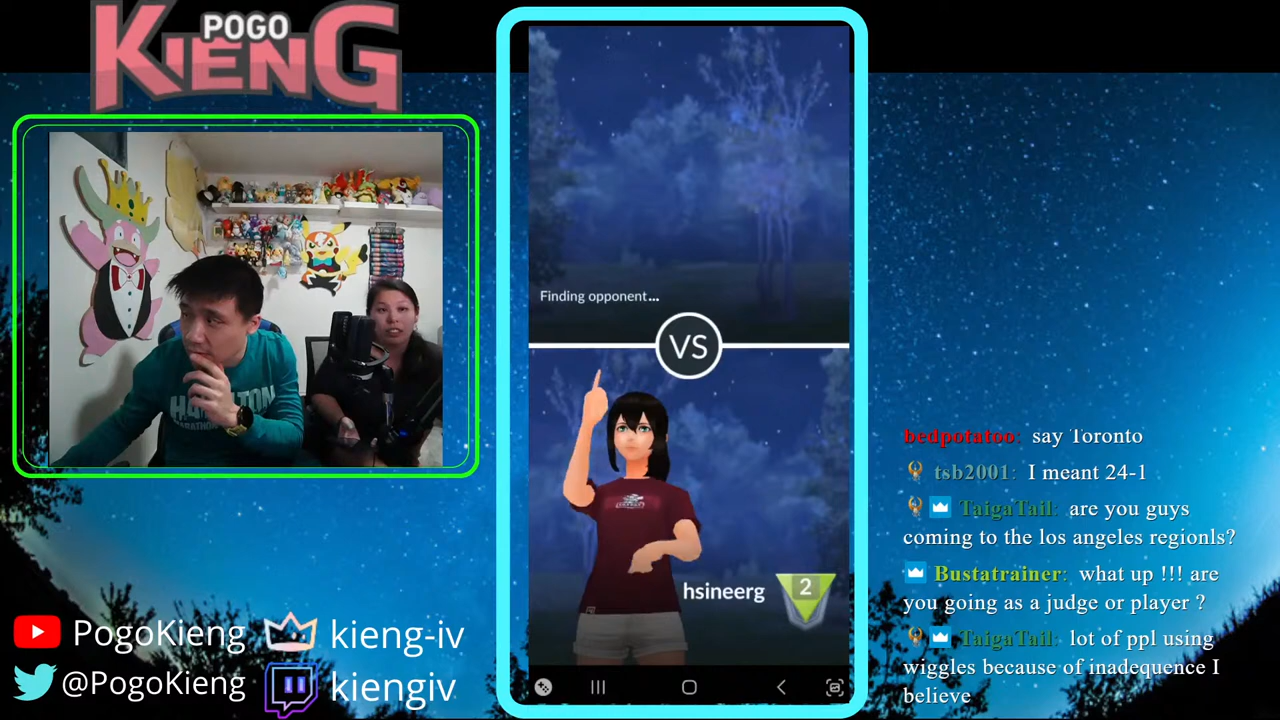 POGO
KIENG
HAMILTON
MARATHON
Finding opponent...
VS
hsineerg
2
bedpotatoo: say Toronto
tsb2001: I meant 24-1
TaigaTail: are you guys
coming to the los angeles regionls?
Bustatrainer: what up !!! are
you going as a judge or player ?
TaigaTail: lot of ppl using
wiggles because of inadequence I
believe
PogoKieng
kieng-iv
@PogoKieng
kiengiv